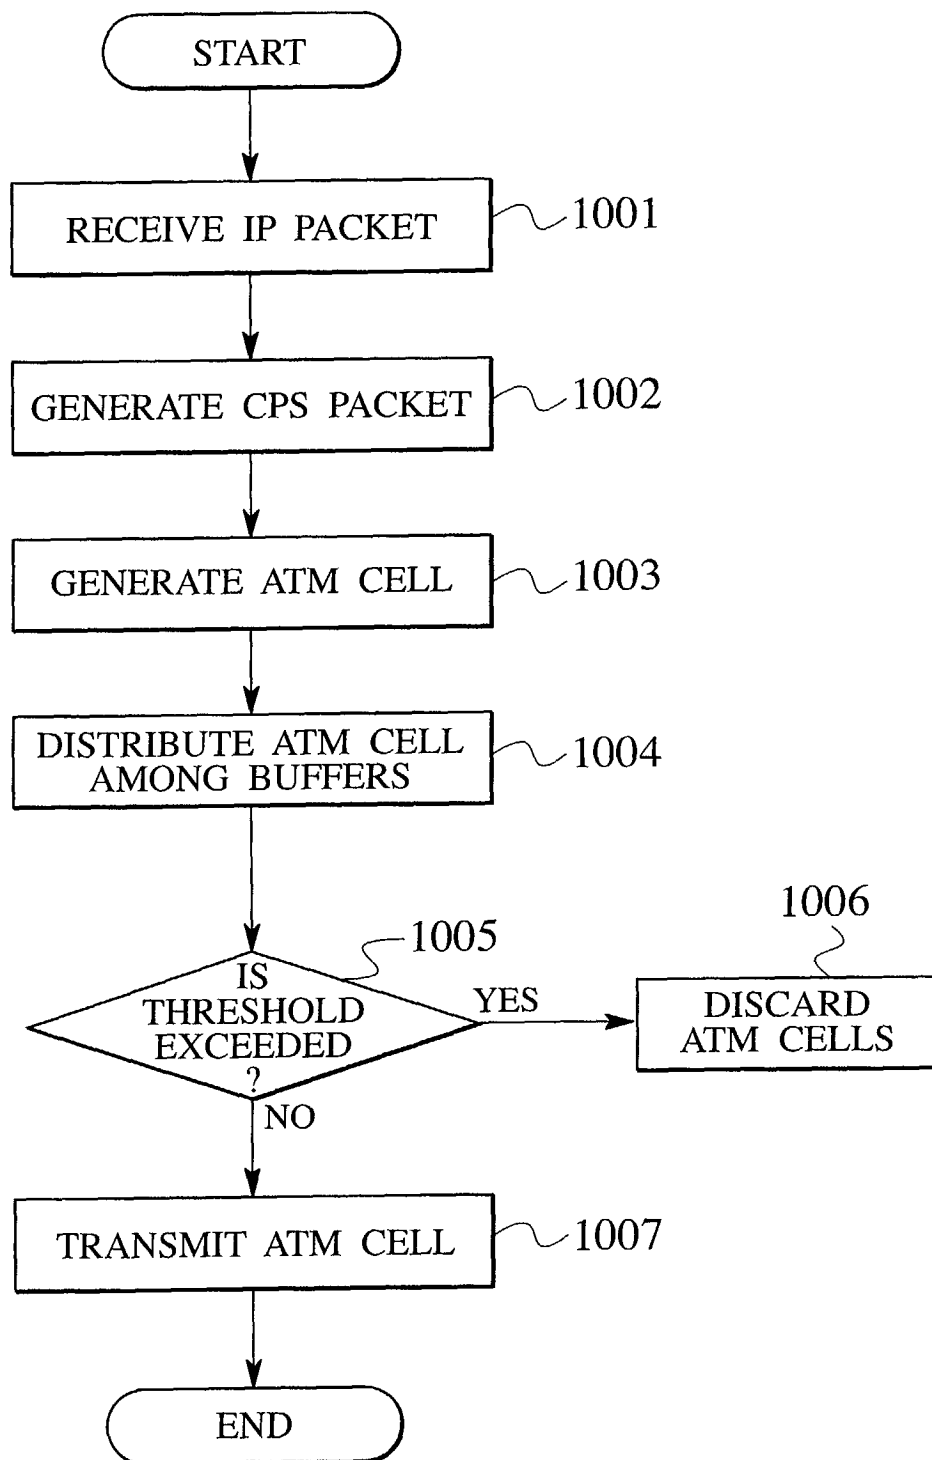 START
RECEIVE IP PACKET
1001
GENERATE CPS PACKET
1002
GENERATE ATM CELL
1003
DISTRIBUTE ATM CELL
AMONG BUFFERS
1004
1005
IS
THRESHOLD
EXCEEDED
?
YES
1006
DISCARD
ATM CELLS
NO
TRANSMIT ATM CELL
1007
END